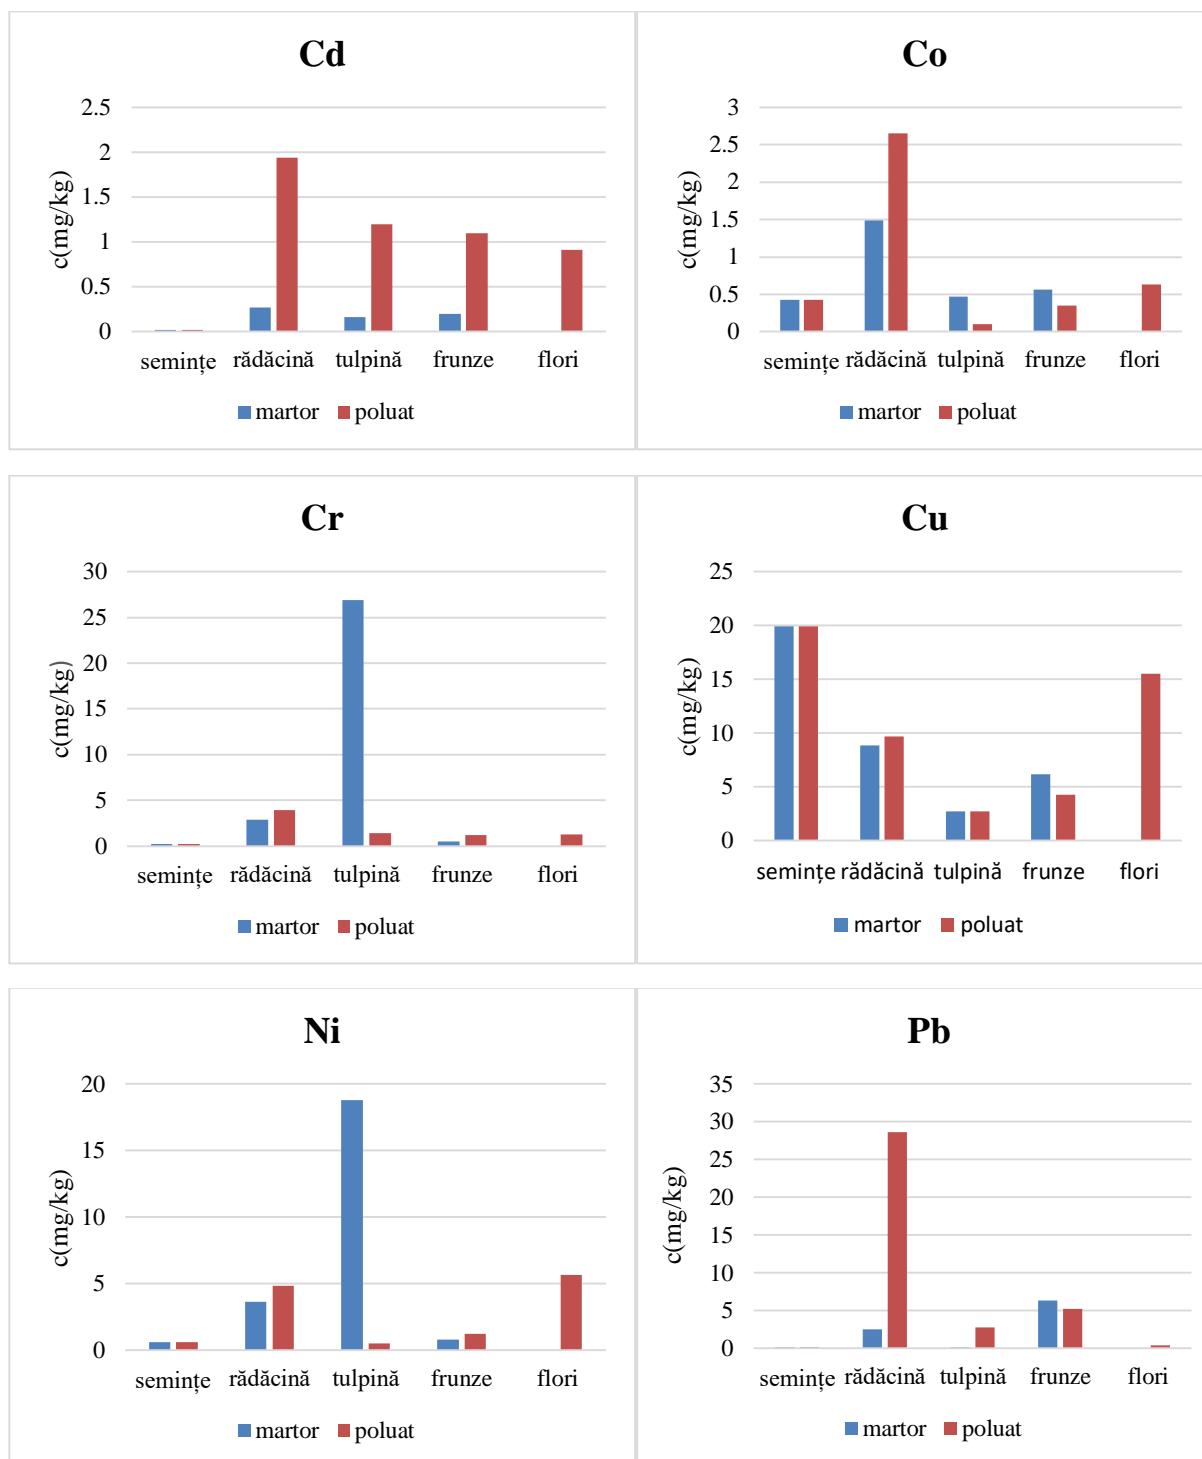 Cd
2.5
2
1.5
1
0.5
0
c(mg/kg)
semințe rădăcină tulpină frunze flori
martor poluat
Co
3
2.5
2
1.5
1
0.5
0
c(mg/kg)
semințe rădăcină tulpină frunze flori
martor poluat
Cr
30
25
20
15
10
5
0
c(mg/kg)
semințe rădăcină tulpină frunze flori
martor poluat
Cu
25
20
15
10
5
0
c(mg/kg)
semințe rădăcină tulpină frunze flori
martor poluat
Ni
20
15
10
5
0
c(mg/kg)
semințe rădăcină tulpină frunze flori
martor poluat
Pb
35
30
25
20
15
10
5
0
c(mg/kg)
semințe rădăcină tulpină frunze flori
martor poluat